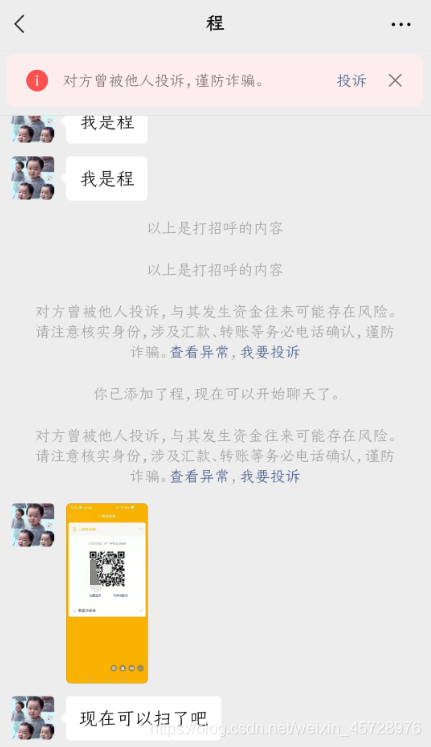 程
对方曾被他人投诉,谨防诈骗。 投诉
我是程
我是程
以上是打招呼的内容
以上是打招呼的内容
对方曾被他人投诉,与其发生资金往来可能存在风险。
请注意核实身份,涉及汇款、转账等务必电话确认,谨防
诈骗。查看异常,我要投诉
你已添加了程,现在可以开始聊天了。
对方曾被他人投诉,与其发生资金往来可能存在风险。
请注意核实身份,涉及汇款、转账等务必电话确认,谨防
诈骗。查看异常,我要投诉
现在可以扫了吧
https://blog.csdn.net/weixin_45728976